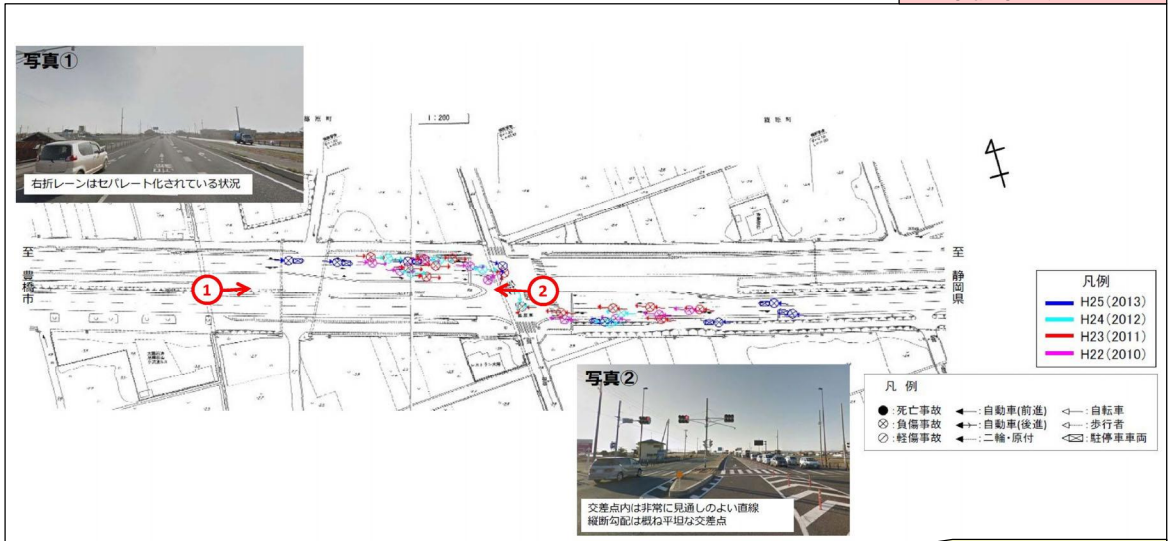 写真①
右折レーンはセパレート化されている状況
1:200
至 豊橋市
1
2
至 静岡県
凡例
H25(2013)
H24(2012)
H23(2011)
H22(2010)
凡 例
●:死亡事故 :自動車(前進) :自転車
⊗:負傷事故 :自動車(後進) :歩行者
⊘:軽傷事故 :二輪・原付 :駐停車車両
写真②
交差点内は非常に見通しのよい直線
縦断勾配は概ね平坦な交差点